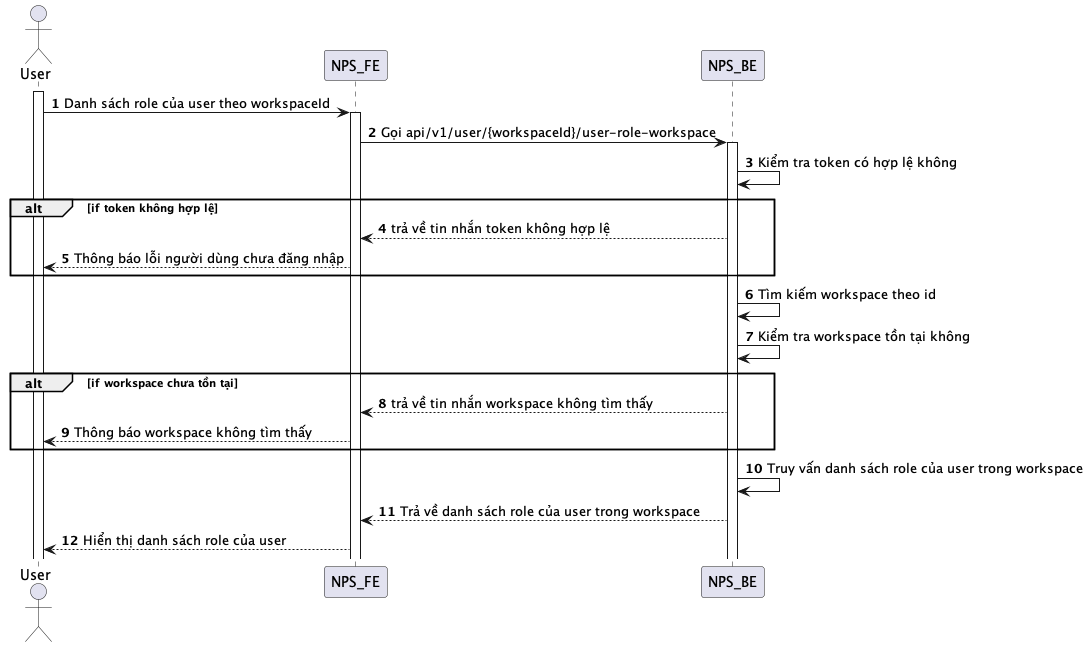 User
NPS_FE
NPS_BE
1 Danh sách role của user theo workspaceId
2 Gọi api/v1/user/{workspaceId}/user-role-workspace
3 Kiểm tra token có hợp lệ không
alt [if token không hợp lệ]
4 trả về tin nhắn token không hợp lệ
5 Thông báo lỗi người dùng chưa đăng nhập
6 Tìm kiếm workspace theo id
7 Kiểm tra workspace tồn tại không
alt [if workspace chưa tồn tại]
8 trả về tin nhắn workspace không tìm thấy
9 Thông báo workspace không tìm thấy
10 Truy vấn danh sách role của user trong workspace
11 Trả về danh sách role của user trong workspace
12 Hiển thị danh sách role của user
User
NPS_FE
NPS_BE